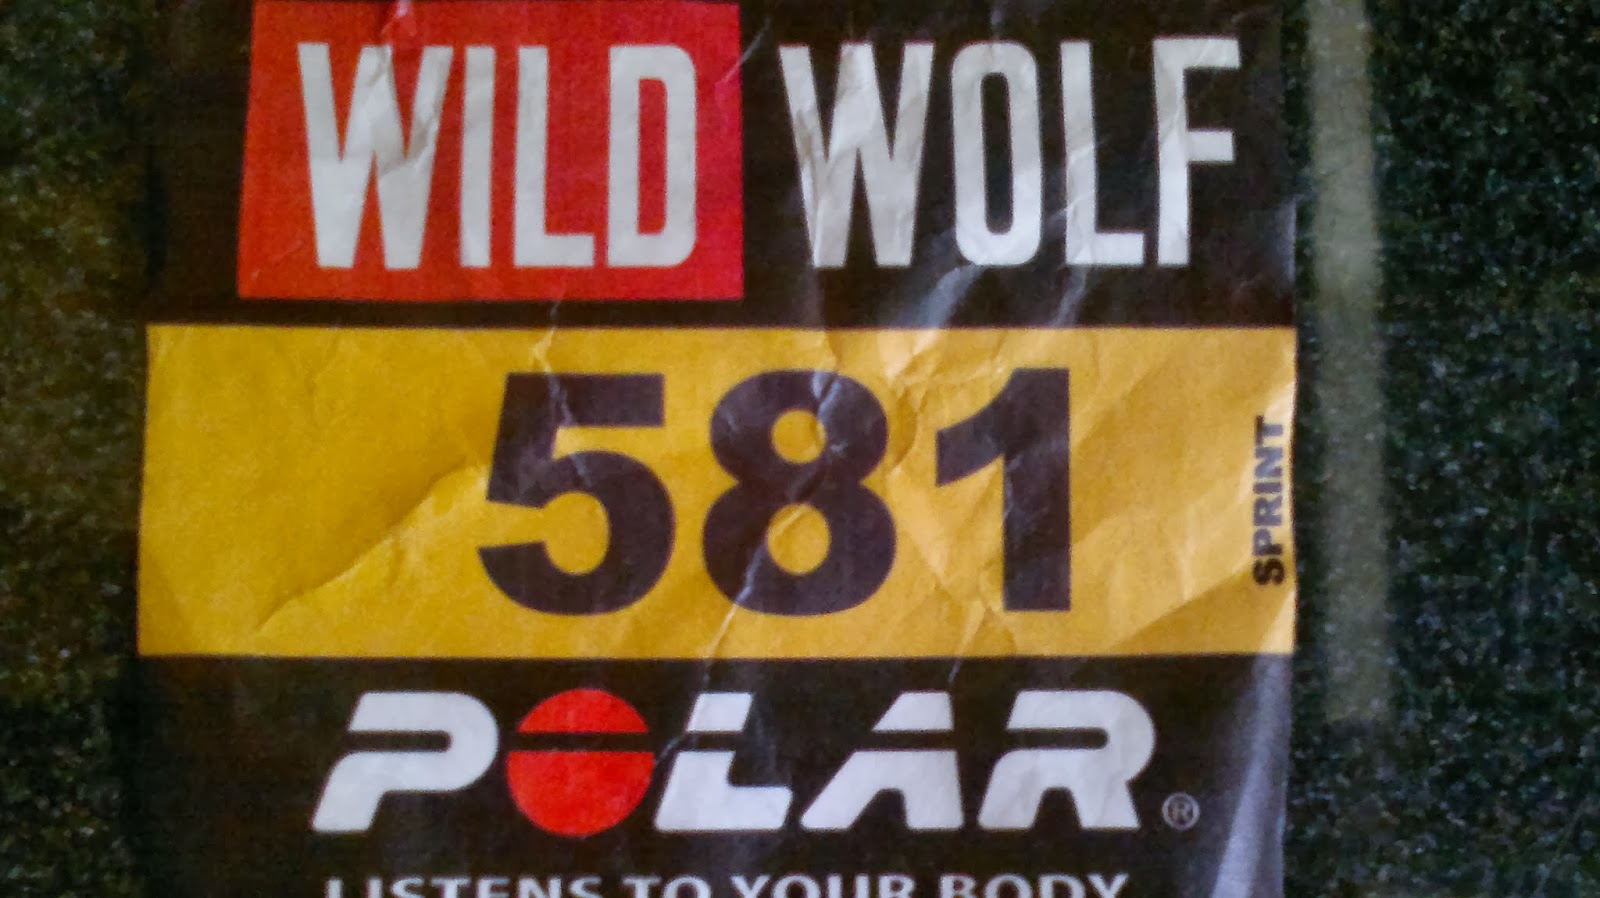 WILD WOLF
581
SPRINT
POLAR®
LISTENS TO YOUR BODY